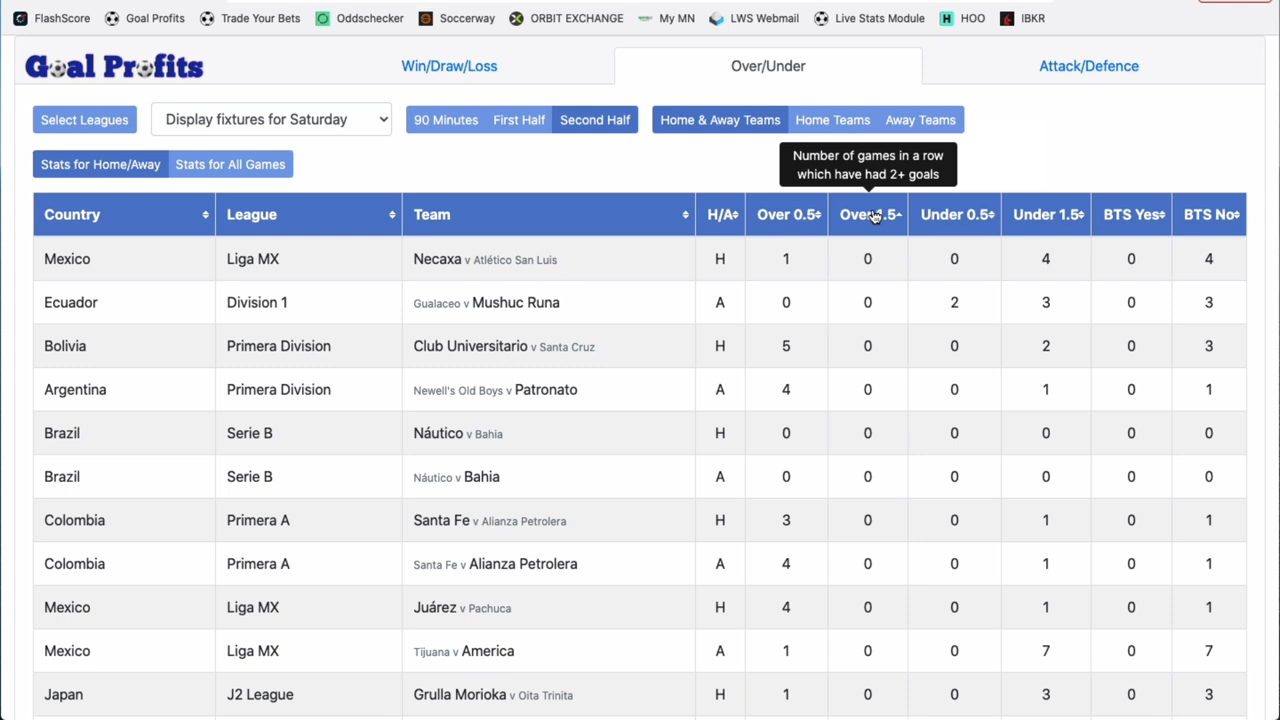 FlashScore Goal Profits Trade Your Bets Oddschecker Soccerway ORBIT EXCHANGE My MN LWS Webmail Live Stats Module H HOO IBKR
Goal Profits Win/Draw/Loss Over/Under Attack/Defence
Select Leagues Display fixtures for Saturday 90 Minutes First Half Second Half Home & Away Teams Home Teams Away Teams
Stats for Home/Away Stats for All Games
Number of games in a row
which have had 2+ goals
Country League Team H/A Over 0.5 Over 1.5 Under 0.5 Under 1.5 BTS Yes BTS No
Mexico Liga MX Necaxa v Atlético San Luis H 1 0 0 4 0 4
Ecuador Division 1 Gualaceo v Mushuc Runa A 0 0 2 3 0 3
Bolivia Primera Division Club Universitario v Santa Cruz H 5 0 0 2 0 3
Argentina Primera Division Newell's Old Boys v Patronato A 4 0 0 1 0 1
Brazil Serie B Náutico v Bahia H 0 0 0 0 0 0
Brazil Serie B Náutico v Bahia A 0 0 0 0 0 0
Colombia Primera A Santa Fe v Alianza Petrolera H 3 0 0 1 0 1
Colombia Primera A Santa Fe v Alianza Petrolera A 4 0 0 1 0 1
Mexico Liga MX Juárez v Pachuca H 4 0 0 1 0 1
Mexico Liga MX Tijuana v America A 1 0 0 7 0 7
Japan J2 League Grulla Morioka v Oita Trinita H 1 0 0 3 0 3